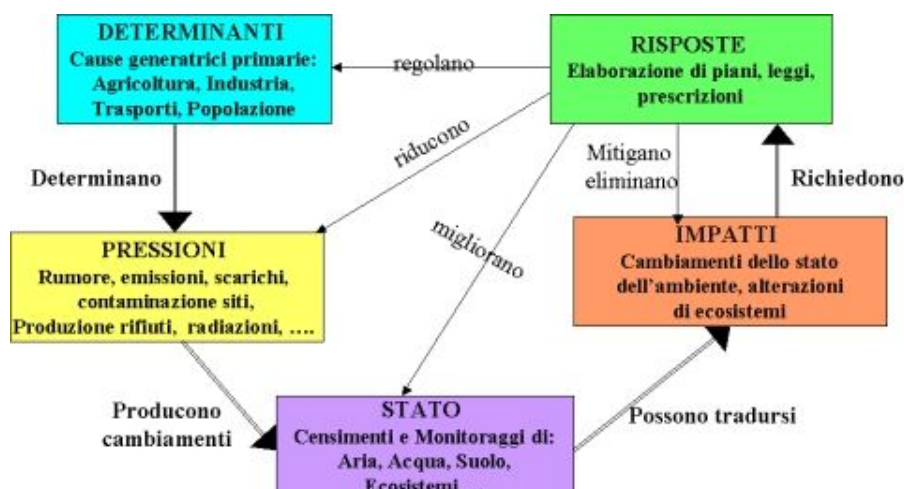 DETERMINANTI
Cause generatrici primarie:
Agricoltura, Industria,
Trasporti, Popolazione
regolano
RISPOSTE
Elaborazione di piani, leggi,
prescrizioni
Determinano
riducono
Mitigano
eliminano
Richiedono
PRESSIONI
Rumore, emissioni, scarichi,
contaminazione siti,
Produzione rifiuti, radiazioni, ….
migliorano
IMPATTI
Cambiamenti dello stato
dell'ambiente, alterazioni
di ecosistemi
Producono
cambiamenti
STATO
Censimenti e Monitoraggi di:
Aria, Acqua, Suolo,
Ecosistemi
Possono tradursi